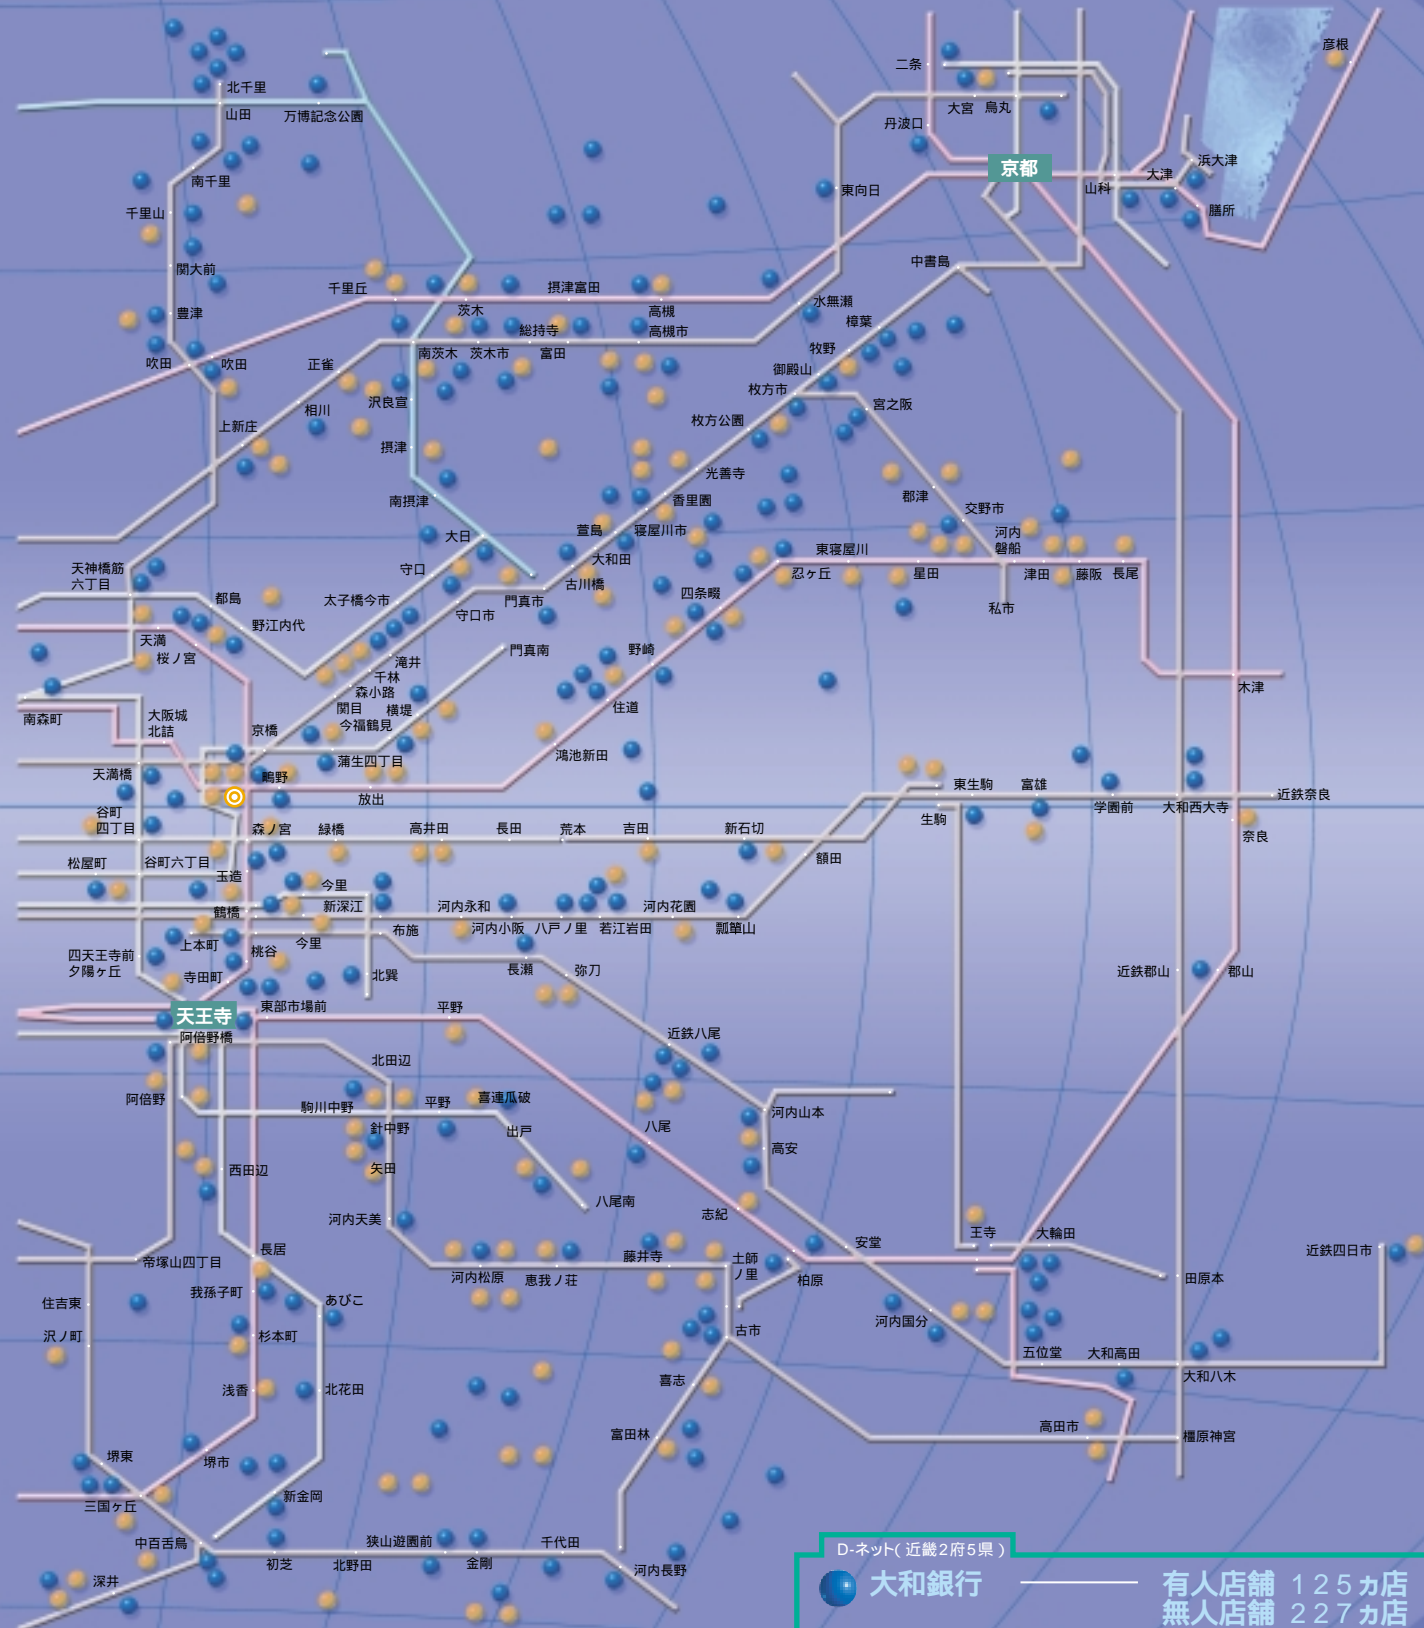 彦根
二条
北千里
大宮
烏丸
山田
万博記念公園
丹波口
浜大津
京都
大津
南千里
山科
東向日
千里山
膳所
中書島
関大前
千里丘
摂津富田
水無瀬
茨木
高槻
豊津
樟葉
総持寺
高槻市
牧野
南茨木
茨木市
富田
吹田
吹田
正雀
御殿山
枚方市
沢良宜
相川
宮之阪
枚方公園
上新庄
摂津
光善寺
郡津
南摂津
香里園
交野市
大日
萱島
寝屋川市
河内
磐船
東寝屋川
大和田
天神橋筋
六丁目
守口
古川橋
忍ヶ丘
星田
津田
藤阪
長尾
都島
太子橋今市
門真市
四条畷
守口市
私市
野江内代
天満
桜ノ宮
門真南
野崎
滝井
千林
森小路
木津
関目
横堤
住道
南森町
大阪城
北詰
京橋
今福鶴見
鴻池新田
蒲生四丁目
天満橋
鴫野
東生駒
富雄
放出
学園前
大和西大寺
近鉄奈良
谷町
四丁目
森ノ宮
緑橋
高井田
長田
荒本
吉田
新石切
生駒
奈良
松屋町
谷町六丁目
額田
玉造
今里
鶴橋
新深江
河内永和
河内花園
河内小阪
八戸ノ里
若江岩田
瓢箪山
布施
上本町
今里
桃谷
四天王寺前
夕陽ヶ丘
寺田町
北巽
長瀬
弥刀
近鉄郡山
郡山
東部市場前
平野
天王寺
阿倍野橋
近鉄八尾
北田辺
阿倍野
駒川中野
平野
喜連瓜破
河内山本
針中野
出戸
八尾
高安
西田辺
矢田
八尾南
河内天美
志紀
王寺
大輪田
長居
安堂
近鉄四日市
帝塚山四丁目
藤井寺
土師
ノ里
河内松原
恵我ノ荘
柏原
田原本
我孫子町
あびこ
住吉東
河内国分
沢ノ町
杉本町
古市
五位堂
大和高田
喜志
大和八木
浅香
北花田
富田林
高田市
橿原神宮
堺東
堺市
新金岡
三国ヶ丘
中百舌鳥
狭山遊園前
千代田
初芝
北野田
金剛
河内長野
深井
D-ネット(近畿2府5県)
大和銀行
有人店舗 125ヵ店
無人店舗 227ヵ店